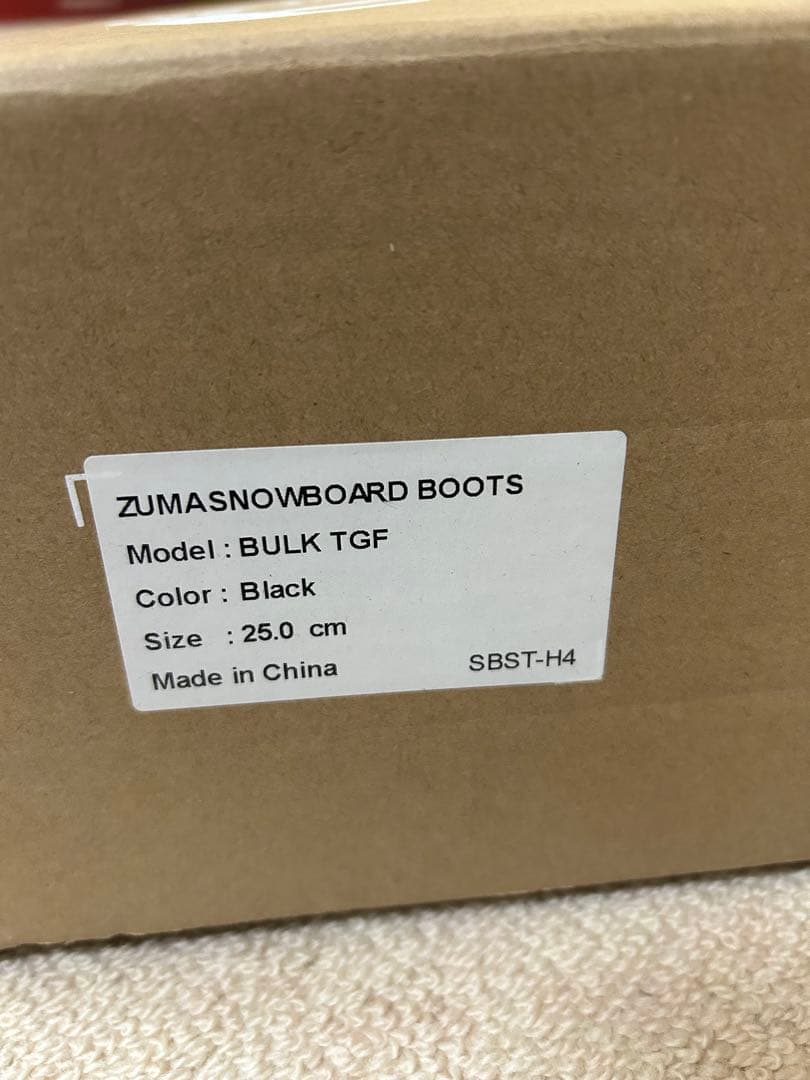 ZUMASNOWBOARD BOOTS
Model : BULK TGF
Color : Black
Size : 25.0 cm
Made in China SBST-H4